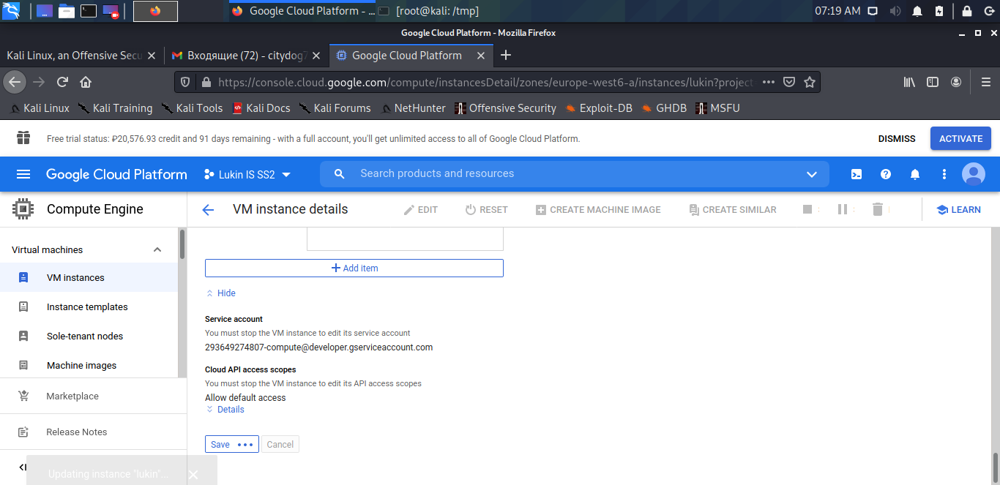 Google Cloud Platform - ...
[root@kali: /tmp]
07:19 AM
Google Cloud Platform - Mozilla Firefox
Kali Linux, an Offensive Secu
Входящие (72) - citydog7
Google Cloud Platform
https://console.cloud.google.com/compute/instancesDetail/zones/europe-west6-a/instances/lukin?project
Kali Linux
Kali Training
Kali Tools
Kali Docs
Kali Forums
NetHunter
Offensive Security
Exploit-DB
GHDB
MSFU
Free trial status: ₽20,576.93 credit and 91 days remaining - with a full account, you'll get unlimited access to all of Google Cloud Platform.
DISMISS
ACTIVATE
Google Cloud Platform
Lukin IS SS2
Search products and resources
Compute Engine
VM instance details
EDIT
RESET
CREATE MACHINE IMAGE
CREATE SIMILAR
LEARN
Virtual machines
VM instances
Instance templates
Sole-tenant nodes
Machine images
Marketplace
Release Notes
Add item
Hide
Service account
You must stop the VM instance to edit its service account
293649274807-compute@developer.gserviceaccount.com
Cloud API access scopes
You must stop the VM instance to edit its API access scopes
Allow default access
Details
Save
Cancel
Updating instance "lukin"...